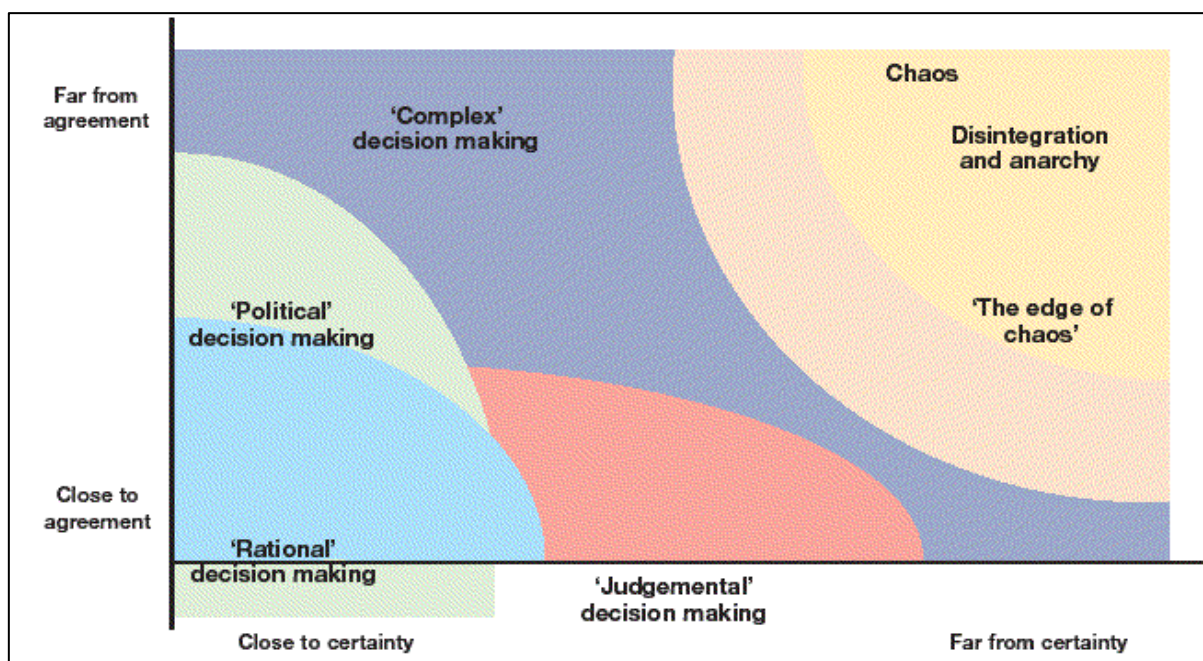 Far from
agreement
‘Complex’
decision making
Chaos
Disintegration
and anarchy
‘Political’
decision making
‘The edge of
chaos’
Close to
agreement
‘Rational’
decision making
‘Judgemental’
decision making
Close to certainty
Far from certainty